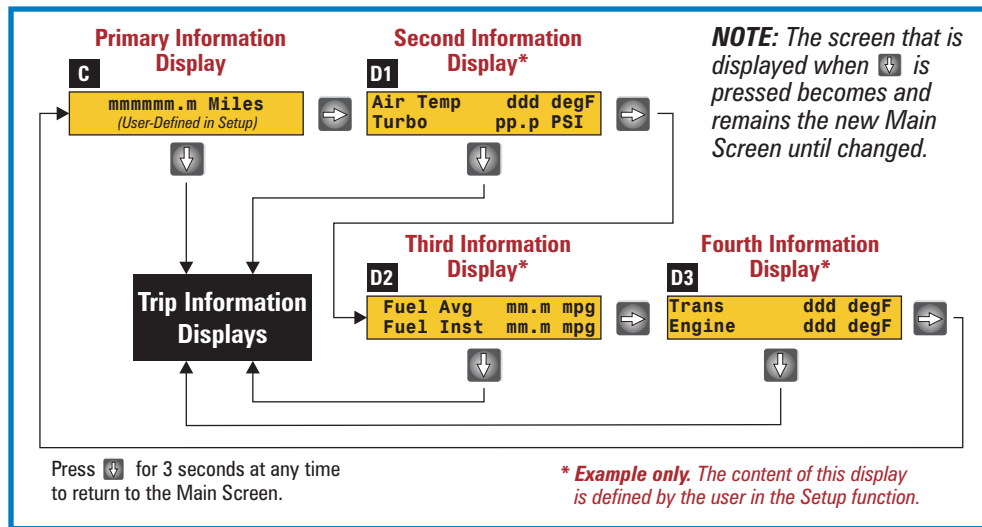 Primary Information
Display
C
mmmmmm.m Miles
(User-Defined in Setup)
Second Information
Display*
D1
Air Temp ddd degF
Turbo pp.p PSI
NOTE: The screen that is
displayed when is
pressed becomes and
remains the new Main
Screen until changed.
Trip Information
Displays
Third Information
Display*
D2
Fuel Avg mm.m mpg
Fuel Inst mm.m mpg
Fourth Information
Display*
D3
Trans ddd degF
Engine ddd degF
Press for 3 seconds at any time
to return to the Main Screen.
* Example only. The content of this display
is defined by the user in the Setup function.